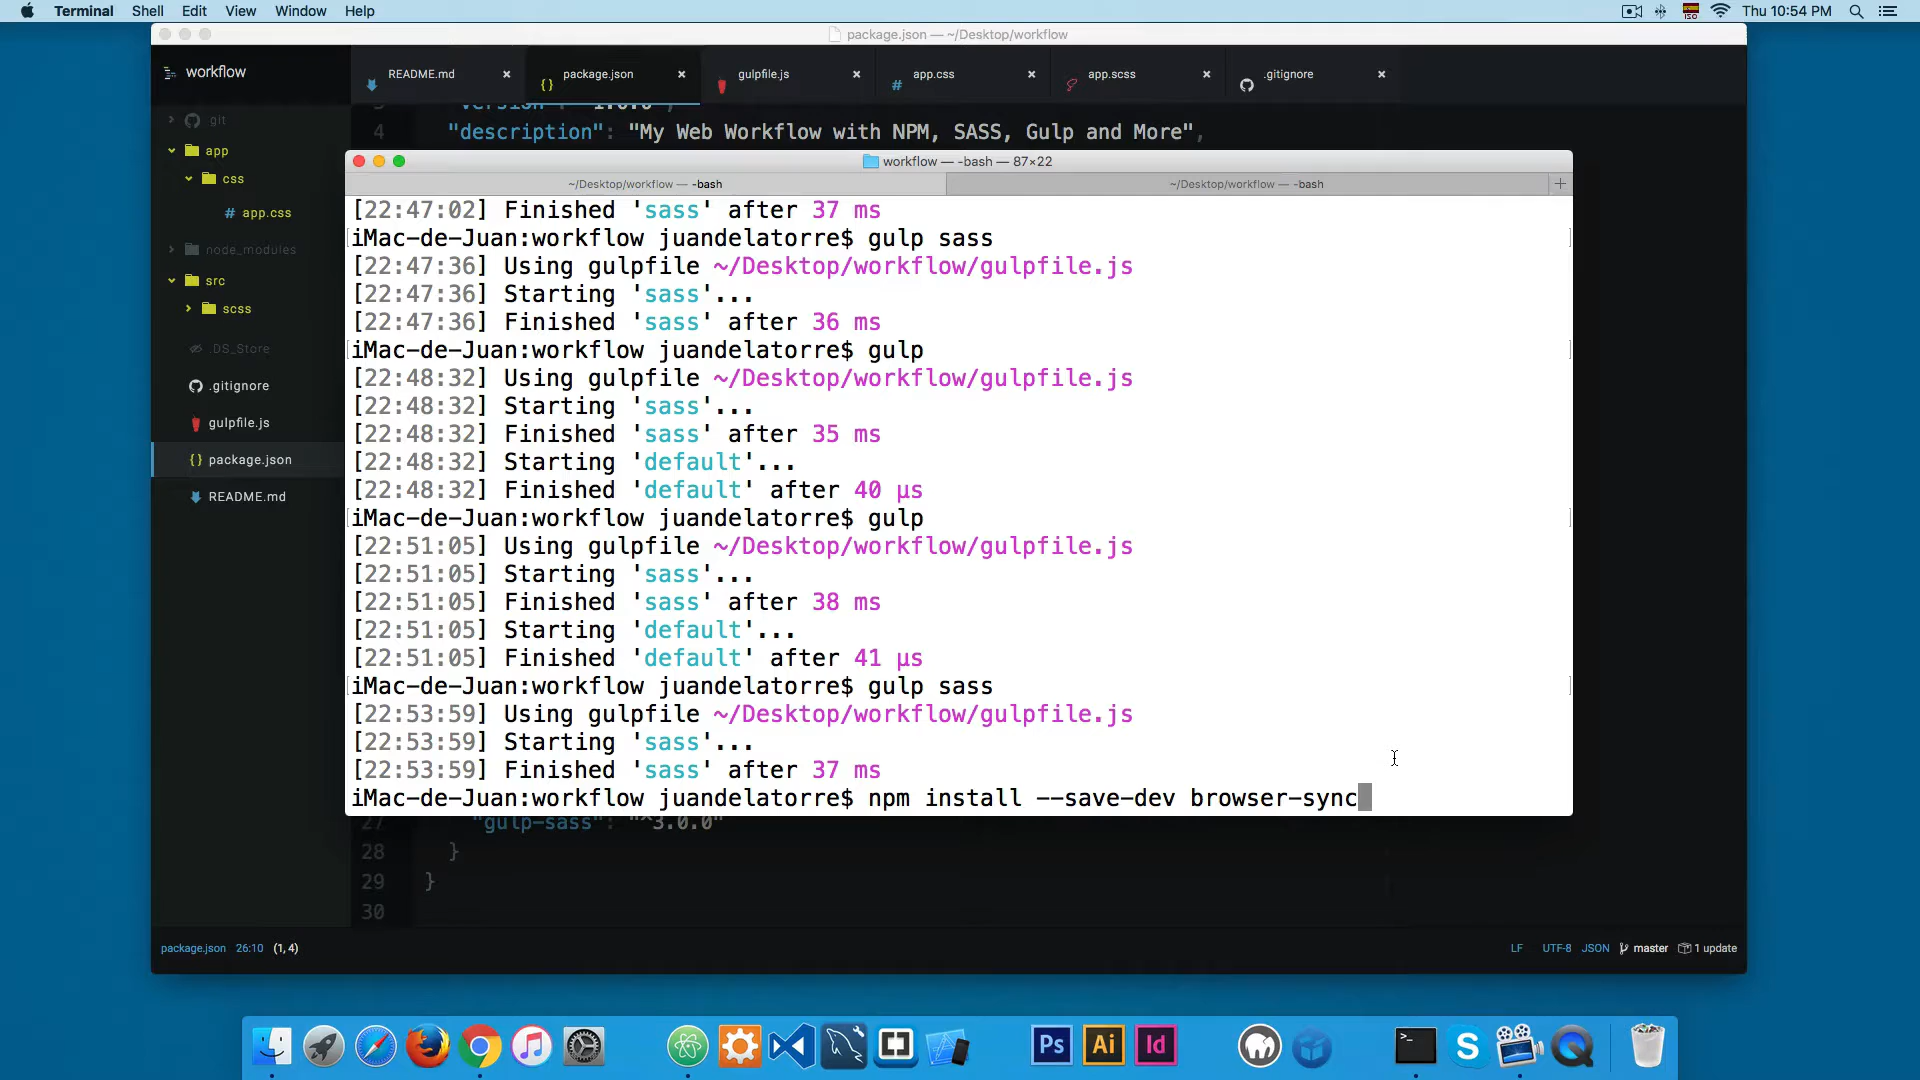 Terminal Shell Edit View Window Help
ISO Thu 10:54 PM
package.json — ~/Desktop/workflow
workflow
README.md package.json gulpfile.js app.css app.scss .gitignore
git
app
css
app.css
node_modules
src
scss
.DS_Store
.gitignore
gulpfile.js
package.json
README.md
4 "description": "My Web Workflow with NPM, SASS, Gulp and More",
workflow — -bash — 87×22
~/Desktop/workflow — -bash ~/Desktop/workflow — -bash
[22:47:02] Finished 'sass' after 37 ms
iMac-de-Juan:workflow juandelatorre$ gulp sass
[22:47:36] Using gulpfile ~/Desktop/workflow/gulpfile.js
[22:47:36] Starting 'sass'...
[22:47:36] Finished 'sass' after 36 ms
iMac-de-Juan:workflow juandelatorre$ gulp
[22:48:32] Using gulpfile ~/Desktop/workflow/gulpfile.js
[22:48:32] Starting 'sass'...
[22:48:32] Finished 'sass' after 35 ms
[22:48:32] Starting 'default'...
[22:48:32] Finished 'default' after 40 μs
iMac-de-Juan:workflow juandelatorre$ gulp
[22:51:05] Using gulpfile ~/Desktop/workflow/gulpfile.js
[22:51:05] Starting 'sass'...
[22:51:05] Finished 'sass' after 38 ms
[22:51:05] Starting 'default'...
[22:51:05] Finished 'default' after 41 μs
iMac-de-Juan:workflow juandelatorre$ gulp sass
[22:53:59] Using gulpfile ~/Desktop/workflow/gulpfile.js
[22:53:59] Starting 'sass'...
[22:53:59] Finished 'sass' after 37 ms
iMac-de-Juan:workflow juandelatorre$ npm install --save-dev browser-sync
27 "gulp-sass": "^3.0.0"
28 }
29 }
30
package.json 26:10 (1, 4) LF UTF-8 JSON master 1 update
Ps Ai Id